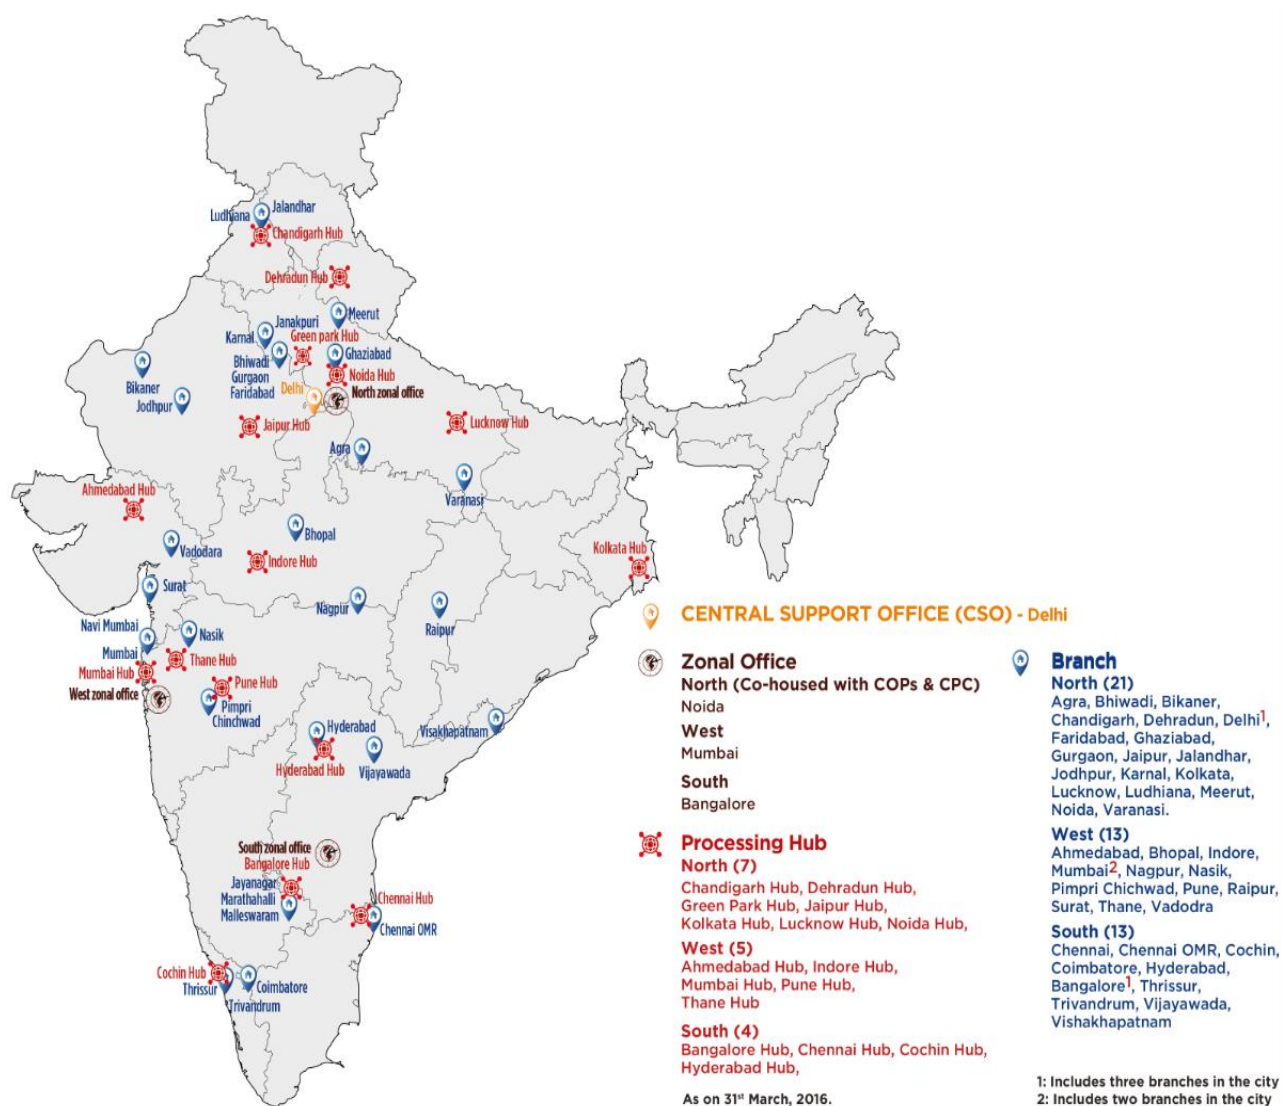 Ludhiana
Jalandhar
Chandigarh Hub
Dehradun Hub
Meerut
Janakpuri
Karnal
Green park Hub
Bhiwadi
Gurgaon
Faridabad
Ghaziabad
Noida Hub
Delhi
North zonal office
Bikaner
Jodhpur
Jaipur Hub
Lucknow Hub
Agra
Varanasi
Ahmedabad Hub
Bhopal
Vadodara
Indore Hub
Kolkata Hub
Surat
Nagpur
Raipur
Navi Mumbai
Nasik
Mumbai
Thane Hub
Mumbai Hub
West zonal office
Pune Hub
Pimpri
Chinchwad
Hyderabad
Visakhapatnam
Hyderabad Hub
Vijayawada
South zonal office
Bangalore Hub
Jayanagar
Marathahalli
Malleswaram
Chennai Hub
Chennai OMR
Cochin Hub
Thrissur
Coimbatore
Trivandrum
CENTRAL SUPPORT OFFICE (CSO) - Delhi
Zonal Office
North (Co-housed with COPs & CPC)
Noida
West
Mumbai
South
Bangalore
Processing Hub
North (7)
Chandigarh Hub, Dehradun Hub,
Green Park Hub, Jaipur Hub,
Kolkata Hub, Lucknow Hub, Noida Hub,
West (5)
Ahmedabad Hub, Indore Hub,
Mumbai Hub, Pune Hub,
Thane Hub
South (4)
Bangalore Hub, Chennai Hub, Cochin Hub,
Hyderabad Hub,
As on 31st March, 2016.
Branch
North (21)
Agra, Bhiwadi, Bikaner,
Chandigarh, Dehradun, Delhi1,
Faridabad, Ghaziabad,
Gurgaon, Jaipur, Jalandhar,
Jodhpur, Karnal, Kolkata,
Lucknow, Ludhiana, Meerut,
Noida, Varanasi.
West (13)
Ahmedabad, Bhopal, Indore,
Mumbai2, Nagpur, Nasik,
Pimpri Chichwad, Pune, Raipur,
Surat, Thane, Vadodra
South (13)
Chennai, Chennai OMR, Cochin,
Coimbatore, Hyderabad,
Bangalore1, Thrissur,
Trivandrum, Vijayawada,
Vishakhapatnam
1: Includes three branches in the city
2: Includes two branches in the city